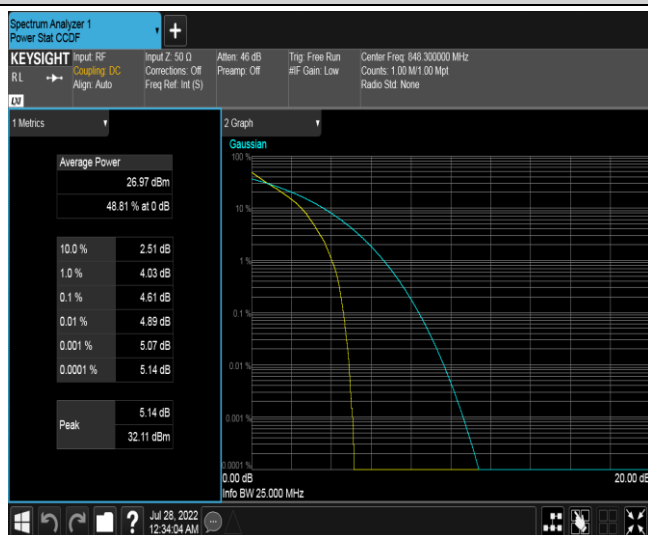 Spectrum Analyzer 1
Power Stat CCDF
+
KEYSIGHT
RL
LXI
Input: RF
Coupling: DC
Align: Auto
Input Z: 50 Ω
Corrections: Off
Freq Ref: Int (S)
Atten: 46 dB
Preamp: Off
Trig: Free Run
#IF Gain: Low
Center Freq: 848.300000 MHz
Counts: 1.00 M/1.00 Mpt
Radio Std: None
1 Metrics
Average Power
26.97 dBm
48.81 % at 0 dB
10.0 % 2.51 dB
1.0 % 4.03 dB
0.1 % 4.61 dB
0.01 % 4.89 dB
0.001 % 5.07 dB
0.0001 % 5.14 dB
Peak
5.14 dB
32.11 dBm
2 Graph
Gaussian
100 %
10 %
1 %
0.1 %
0.01 %
0.001 %
0.0001 %
0.00 dB 20.00 dB
Info BW 25.000 MHz
?
Jul 28, 2022
12:34:04 AM